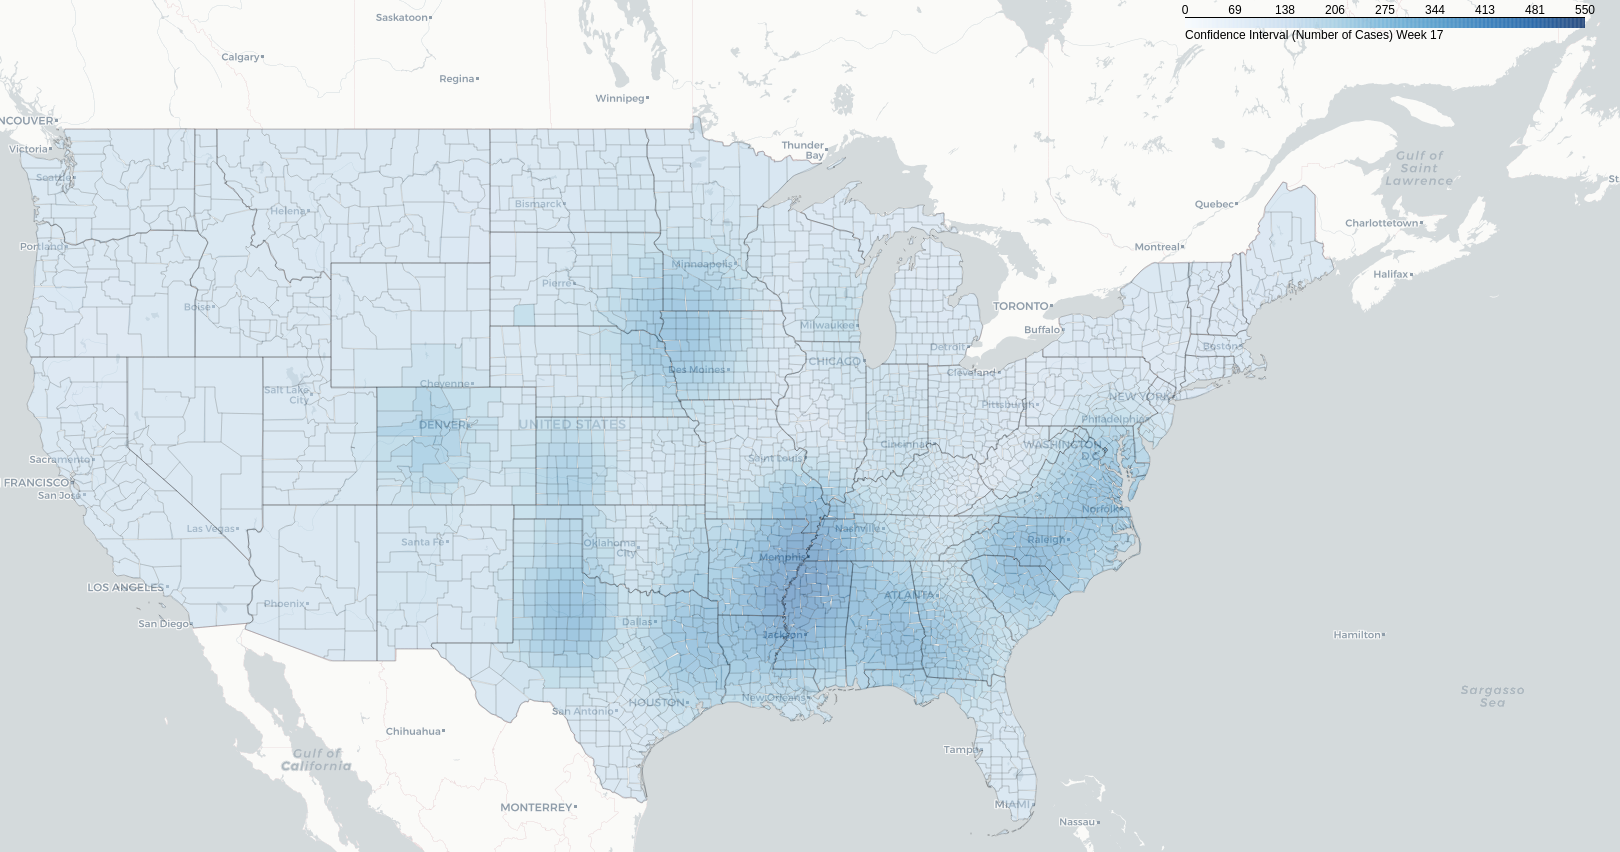 0 69 138 206 275 344 413 481 550
Confidence Interval (Number of Cases) Week 17
Saskatoon
Calgary
Regina
Winnipeg
NCOUVER
Victoria
Thunder
Bay
Gulf of
Saint
Lawrence
St
Seattle
Helena
Bismarck
Quebec
Charlottetown
Portland
Montreal
Minneapolis
Halifax
Pierre
Boise
TORONTO
Milwaukee
Buffalo
Detroit
Boston
CHICAGO
Des Moines
Cleveland
Cheyenne
Salt Lake
City
NEW YORK
Pittsburgh
Philadelphia
DENVER
UNITED STATES
Cincinnati
WASHINGTON
D.C.
Sacramento
Saint Louis
FRANCISCO
San Jose
Norfolk
Las Vegas
Nashville
Santa Fe
Oklahoma
City
Raleigh
Memphis
LOS ANGELES
ATLANTA
Phoenix
San Diego
Dallas
Jackson
Hamilton
Sargasso
Sea
New Orleans
HOUSTON
San Antonio
Chihuahua
Gulf of
California
Tampa
MONTERREY
MIAMI
Nassau